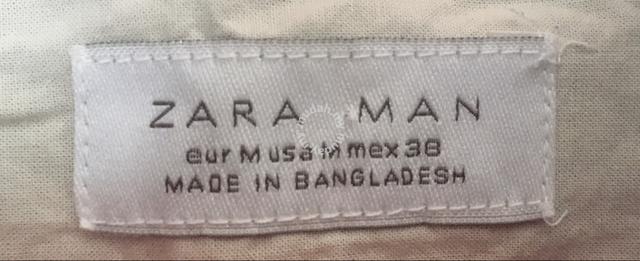 ZARA MAN
eur M usa M mex 38
MADE IN BANGLADESH